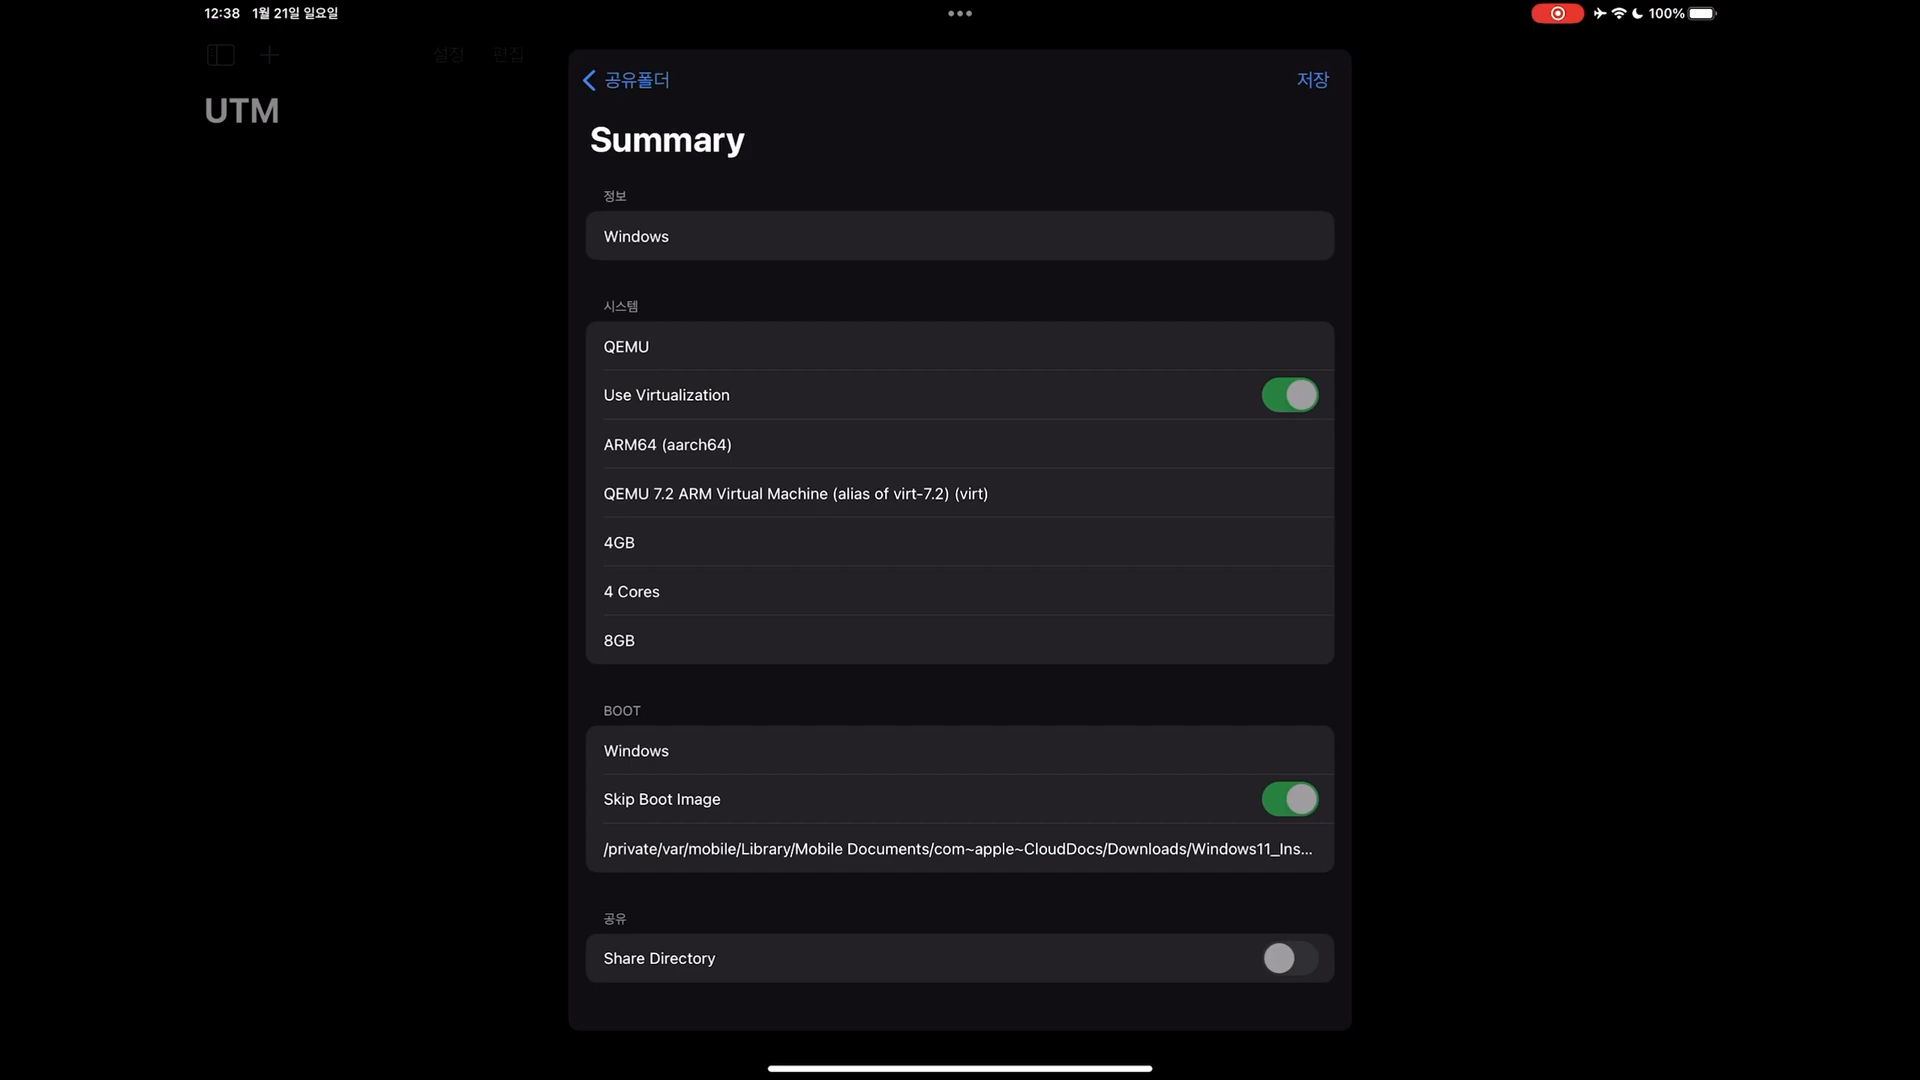 12:38 1월 21일 일요일
100%
설정 편집
UTM
공유폴더
저장
Summary
정보
Windows
시스템
QEMU
Use Virtualization
ARM64 (aarch64)
QEMU 7.2 ARM Virtual Machine (alias of virt-7.2) (virt)
4GB
4 Cores
8GB
BOOT
Windows
Skip Boot Image
/private/var/mobile/Library/Mobile Documents/com~apple~CloudDocs/Downloads/Windows11_Ins...
공유
Share Directory